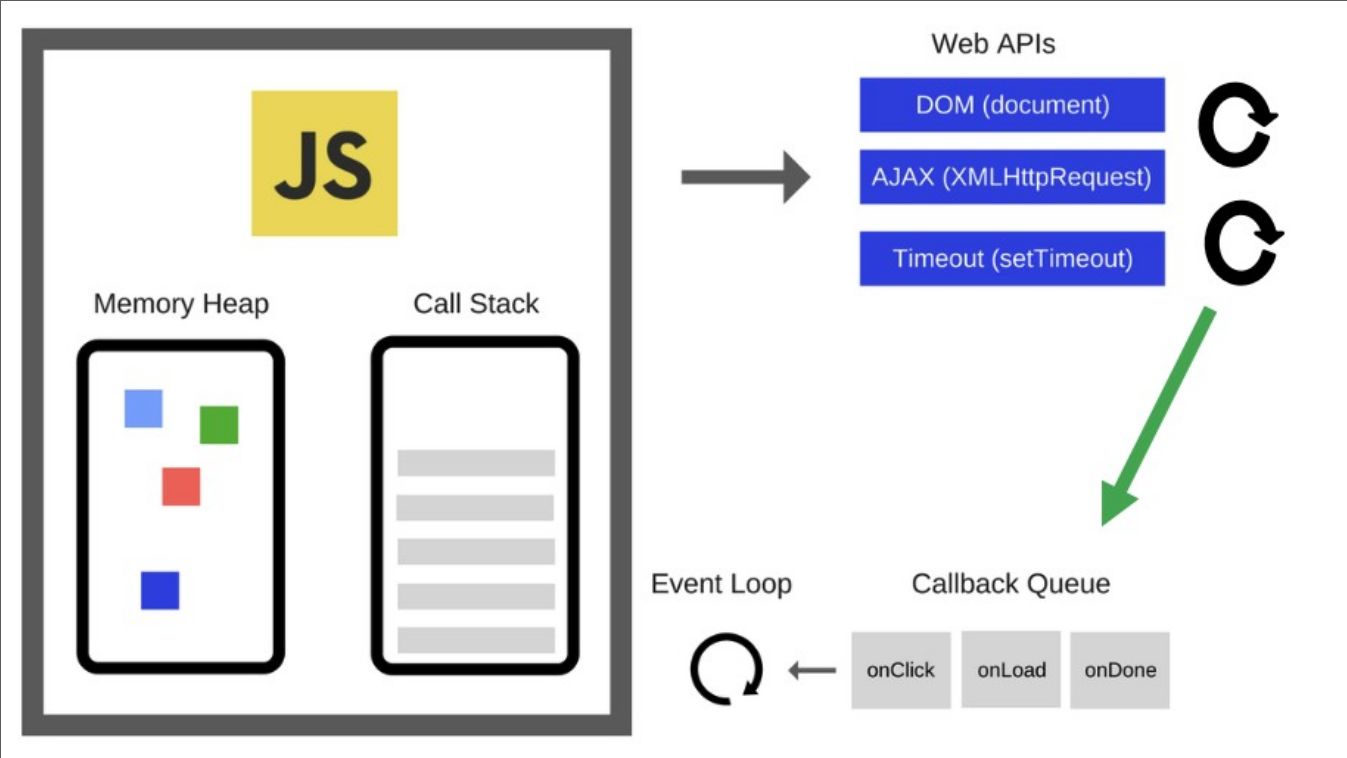 JS
Memory Heap
Call Stack
Web APIs
DOM (document)
AJAX (XMLHttpRequest)
Timeout (setTimeout)
Event Loop
Callback Queue
onClick
onLoad
onDone